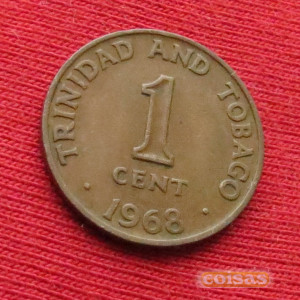 TRINIDAD AND TOBAGO
1
CENT
· 1968 ·
coisas